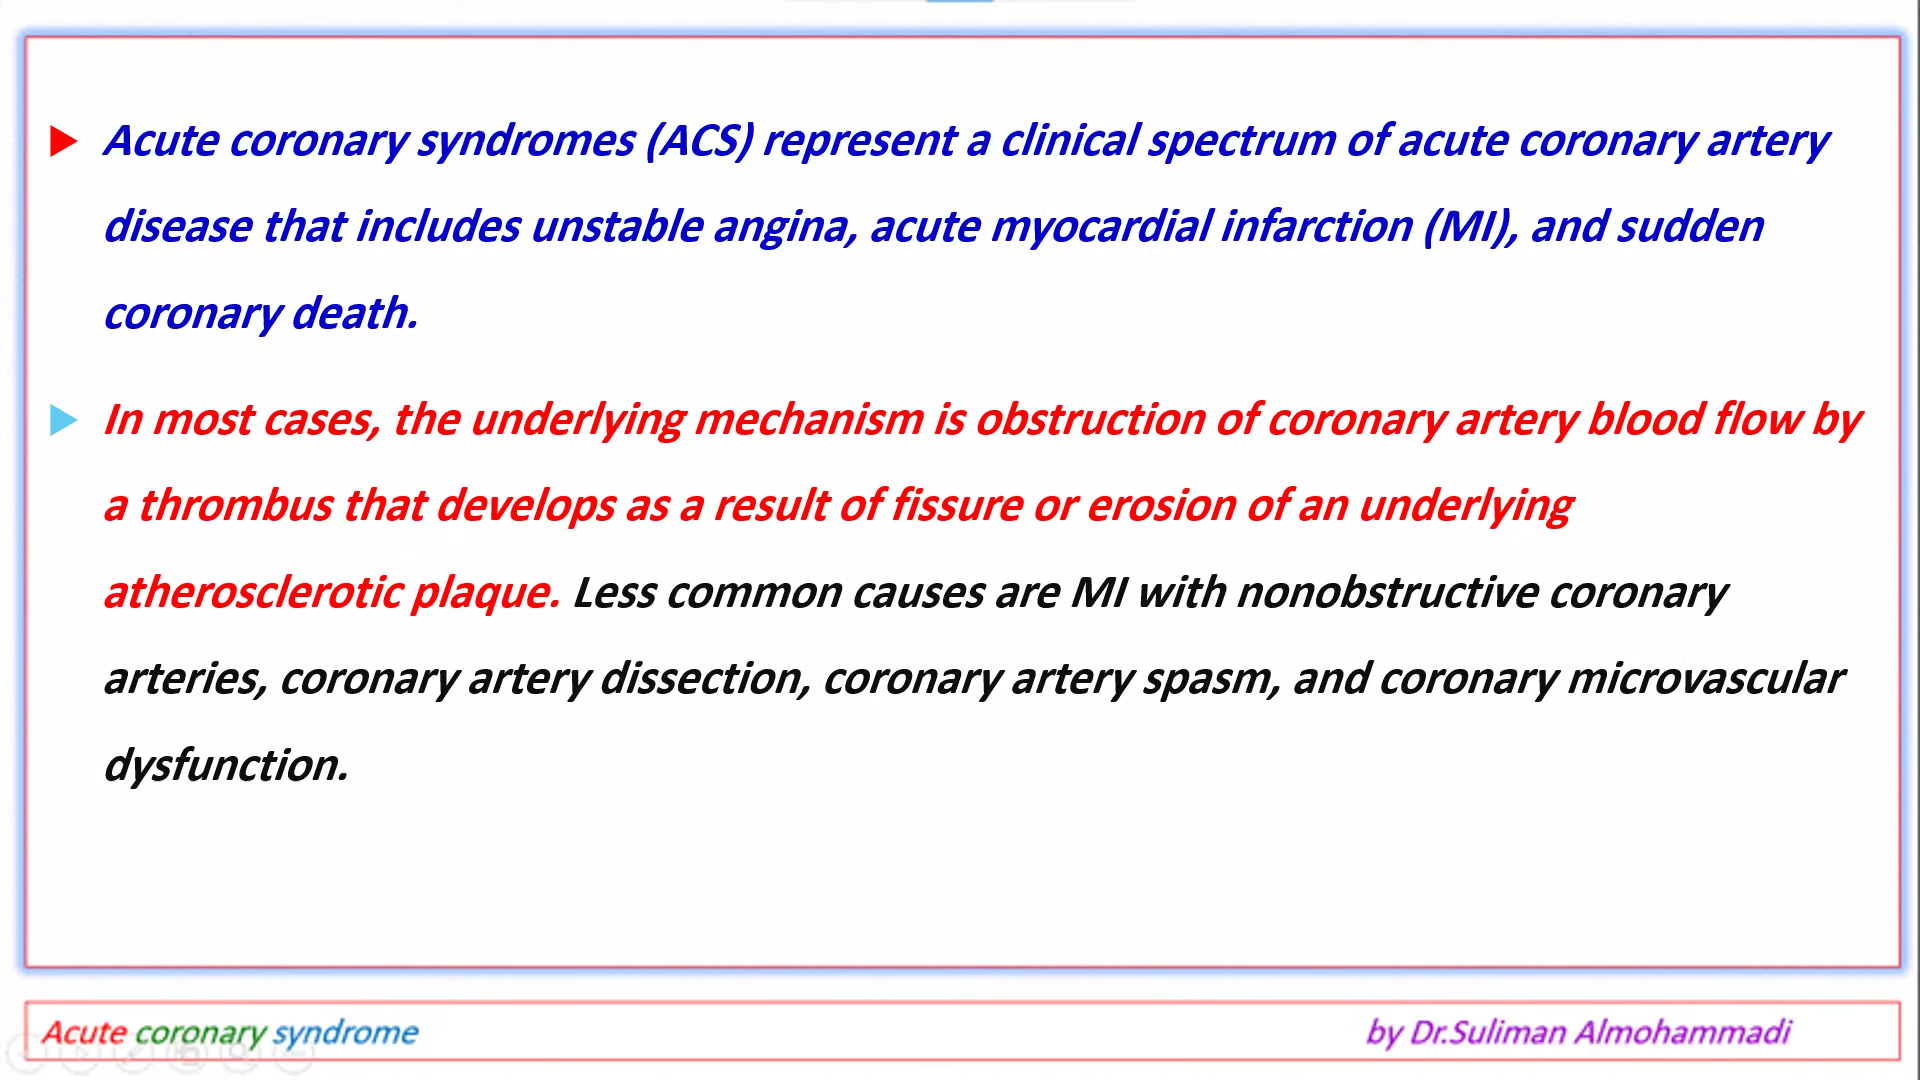 Acute coronary syndromes (ACS) represent a clinical spectrum of acute coronary artery
disease that includes unstable angina, acute myocardial infarction (MI), and sudden
coronary death.
In most cases, the underlying mechanism is obstruction of coronary artery blood flow by
a thrombus that develops as a result of fissure or erosion of an underlying
atherosclerotic plaque. Less common causes are MI with nonobstructive coronary
arteries, coronary artery dissection, coronary artery spasm, and coronary microvascular
dysfunction.
Acute coronary syndrome
by Dr.Suliman Almohammadi